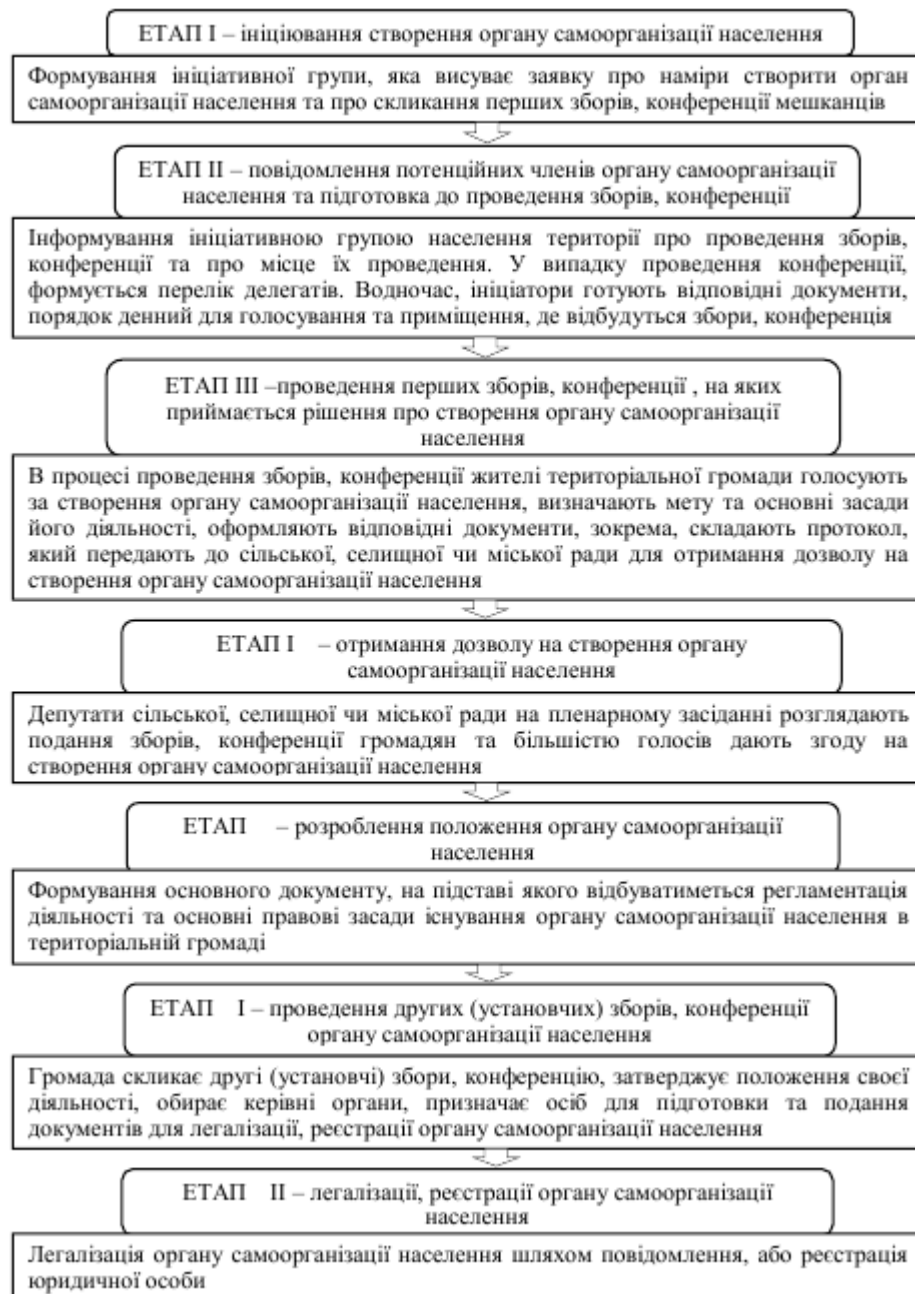 ЕТАП І – ініціювання створення органу самоорганізації населення
Формування ініціативної групи, яка висуває заявку про наміри створити орган
самоорганізації населення та про скликання перших зборів, конференції мешканців
ЕТАП ІІ – повідомлення потенційних членів органу самоорганізації
населення та підготовка до проведення зборів, конференції
Інформування ініціативною групою населення території про проведення зборів,
конференції та про місце їх проведення. У випадку проведення конференції,
формується перелік делегатів. Водночас, ініціатори готують відповідні документи,
порядок денний для голосування та приміщення, де відбудуться збори, конференція
ЕТАП ІІІ –проведення перших зборів, конференції , на яких
приймається рішення про створення органу самоорганізації
населення
В процесі проведення зборів, конференції жителі територіальної громади голосують
за створення органу самоорганізації населення, визначають мету та основні засади
його діяльності, оформляють відповідні документи, зокрема, складають протокол,
який передають до сільської, селищної чи міської ради для отримання дозволу на
створення органу самоорганізації населення
ЕТАП І – отримання дозволу на створення органу
самоорганізації населення
Депутати сільської, селищної чи міської ради на пленарному засіданні розглядають
подання зборів, конференції громадян та більшістю голосів дають згоду на
створення органу самоорганізації населення
ЕТАП – розроблення положення органу самоорганізації
населення
Формування основного документу, на підставі якого відбуватиметься регламентація
діяльності та основні правові засади існування органу самоорганізації населення в
територіальній громаді
ЕТАП І – проведення других (установчих) зборів, конференції
органу самоорганізації населення
Громада скликає другі (установчі) збори, конференцію, затверджує положення своєї
діяльності, обирає керівні органи, призначає осіб для підготовки та подання
документів для легалізації, реєстрації органу самоорганізації населення
ЕТАП ІІ – легалізації, реєстрації органу самоорганізації
населення
Легалізація органу самоорганізації населення шляхом повідомлення, або реєстрація
юридичної особи